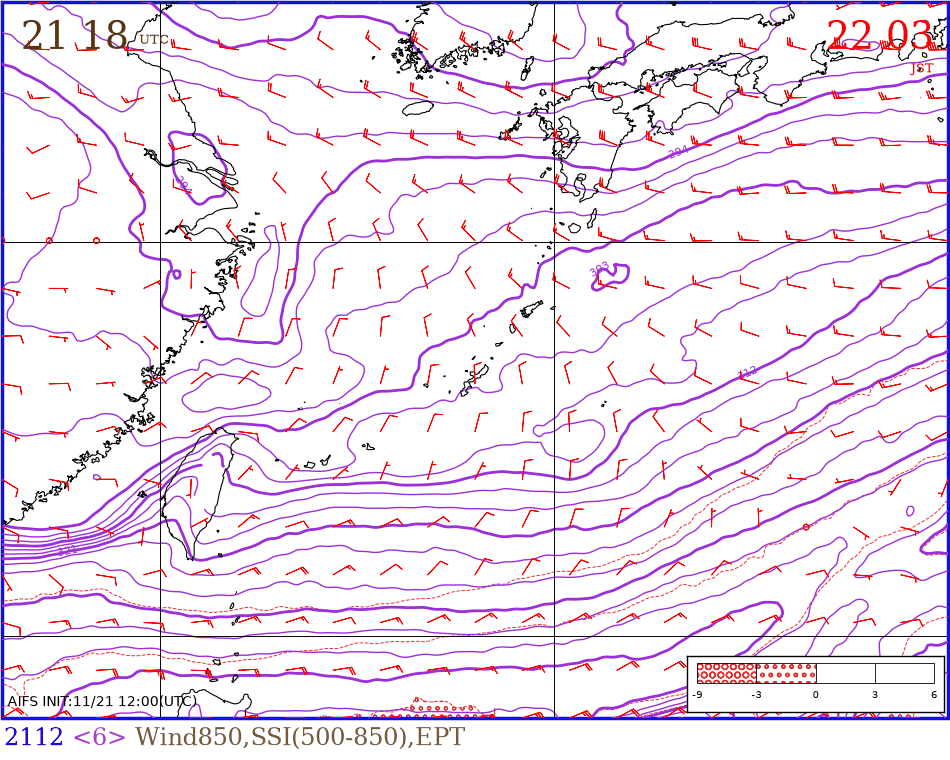 21 18 UTC
22 03
JST
294
303
312
321
-9 -3 0 3 6
AIFS INIT:11/21 12:00(UTC)
2112 <6> Wind850,SSI(500-850),EPT